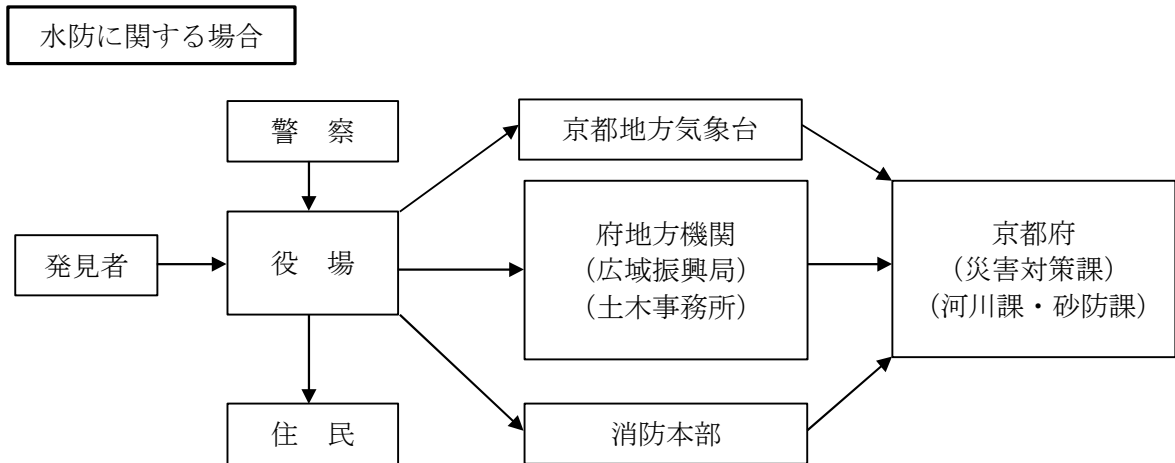 水防に関する場合
警　察
京都地方気象台
発見者
役　場
府地方機関
（広域振興局）
（土木事務所）
京都府
（災害対策課）
（河川課・砂防課）
住　民
消防本部